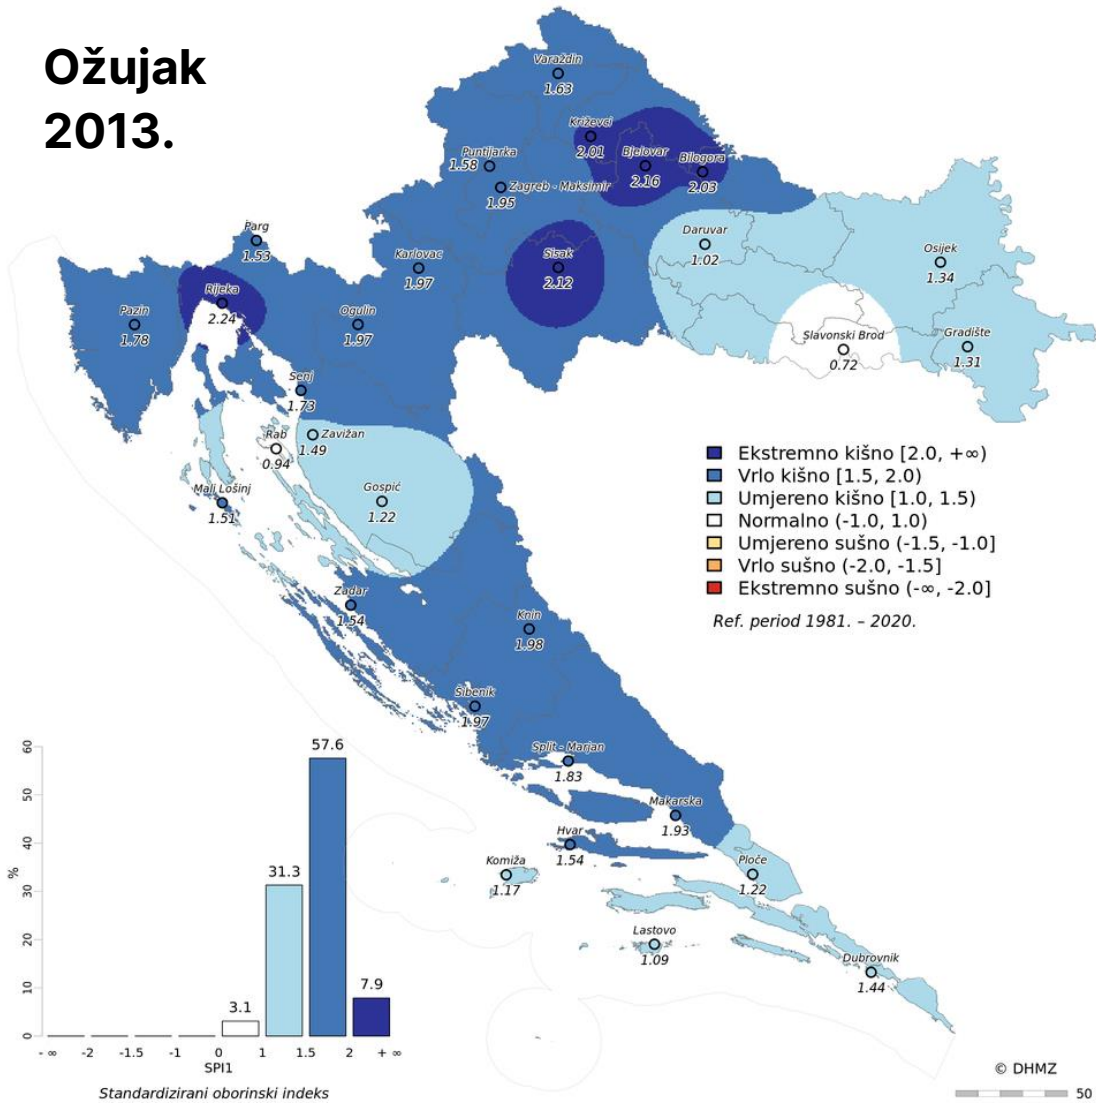 Ožujak
2013.
Varaždin
1.63
Križevci
2.01
Bjelovar
2.16
Bilogora
2.03
Puntijarka
1.58
Zagreb - Maksimir
1.95
Parg
1.53
Karlovac
1.97
Sisak
2.12
Daruvar
1.02
Osijek
1.34
Rijeka
2.24
Pazin
1.78
Ogulin
1.97
Slavonski Brod
0.72
Gradište
1.31
Senj
1.73
Rab
0.94
Zavižan
1.49
Mali Lošinj
1.51
Gospić
1.22
Ekstremno kišno [2.0, +∞)
Vrlo kišno [1.5, 2.0)
Umjereno kišno [1.0, 1.5)
Normalno (-1.0, 1.0)
Umjereno sušno (-1.5, -1.0]
Vrlo sušno (-2.0, -1.5]
Ekstremno sušno (-∞, -2.0]
Ref. period 1981. – 2020.
Zadar
1.54
Knin
1.98
Šibenik
1.97
Split - Marjan
1.83
Makarska
1.93
Hvar
1.54
Komiža
1.17
Ploče
1.22
Lastovo
1.09
Dubrovnik
1.44
%
60
50
40
30
20
10
0
3.1
31.3
57.6
7.9
- ∞ -2 -1.5 -1 0 1 1.5 2 + ∞
SPI1
Standardizirani oborinski indeks
© DHMZ
50